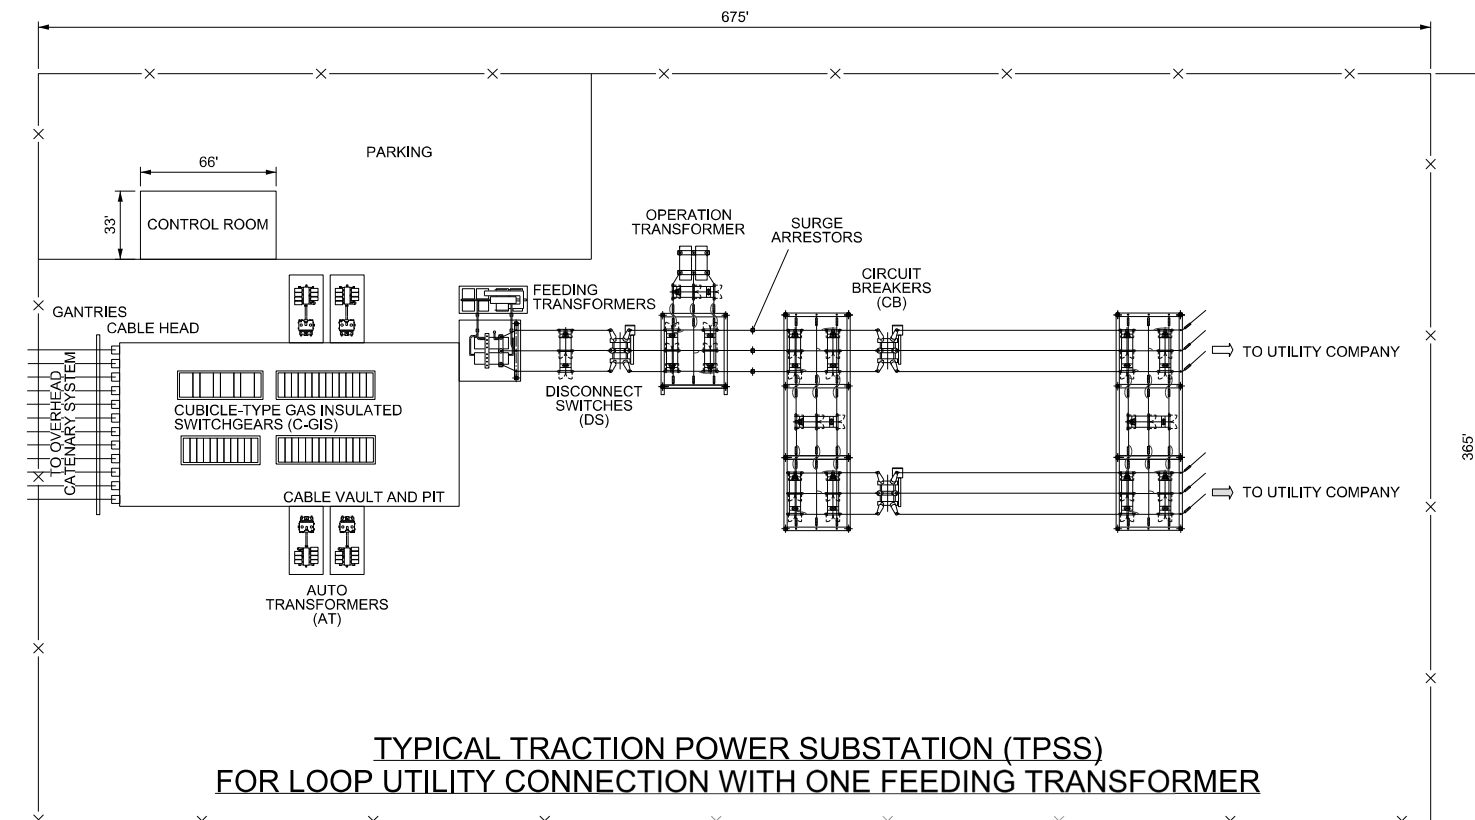 675'
PARKING
66'
33'
CONTROL ROOM
OPERATION
TRANSFORMER
SURGE
ARRESTORS
CIRCUIT
BREAKERS
(CB)
FEEDING
TRANSFORMERS
GANTRIES
CABLE HEAD
TO OVERHEAD
CATENARY SYSTEM
TO UTILITY COMPANY
DISCONNECT
SWITCHES
(DS)
CUBICLE-TYPE GAS INSULATED
SWITCHGEARS (C-GIS)
365'
CABLE VAULT AND PIT
TO UTILITY COMPANY
AUTO
TRANSFORMERS
(AT)
TYPICAL TRACTION POWER SUBSTATION (TPSS)
FOR LOOP UTILITY CONNECTION WITH ONE FEEDING TRANSFORMER